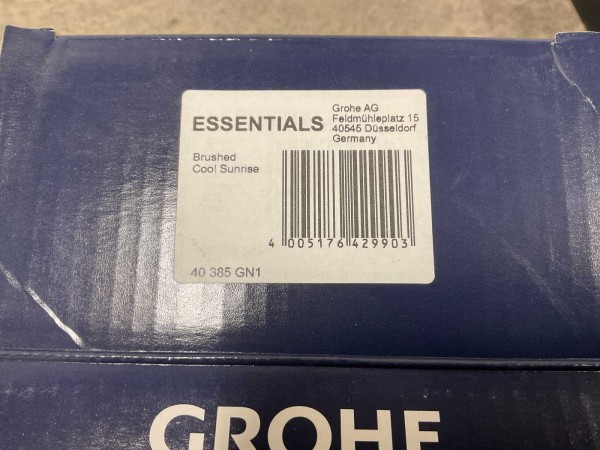 ESSENTIALS
Grohe AG
Feldmühleplatz 15
40545 Düsseldorf
Germany
Brushed
Cool Sunrise
4 005176 429903
40 385 GN1
GROHE